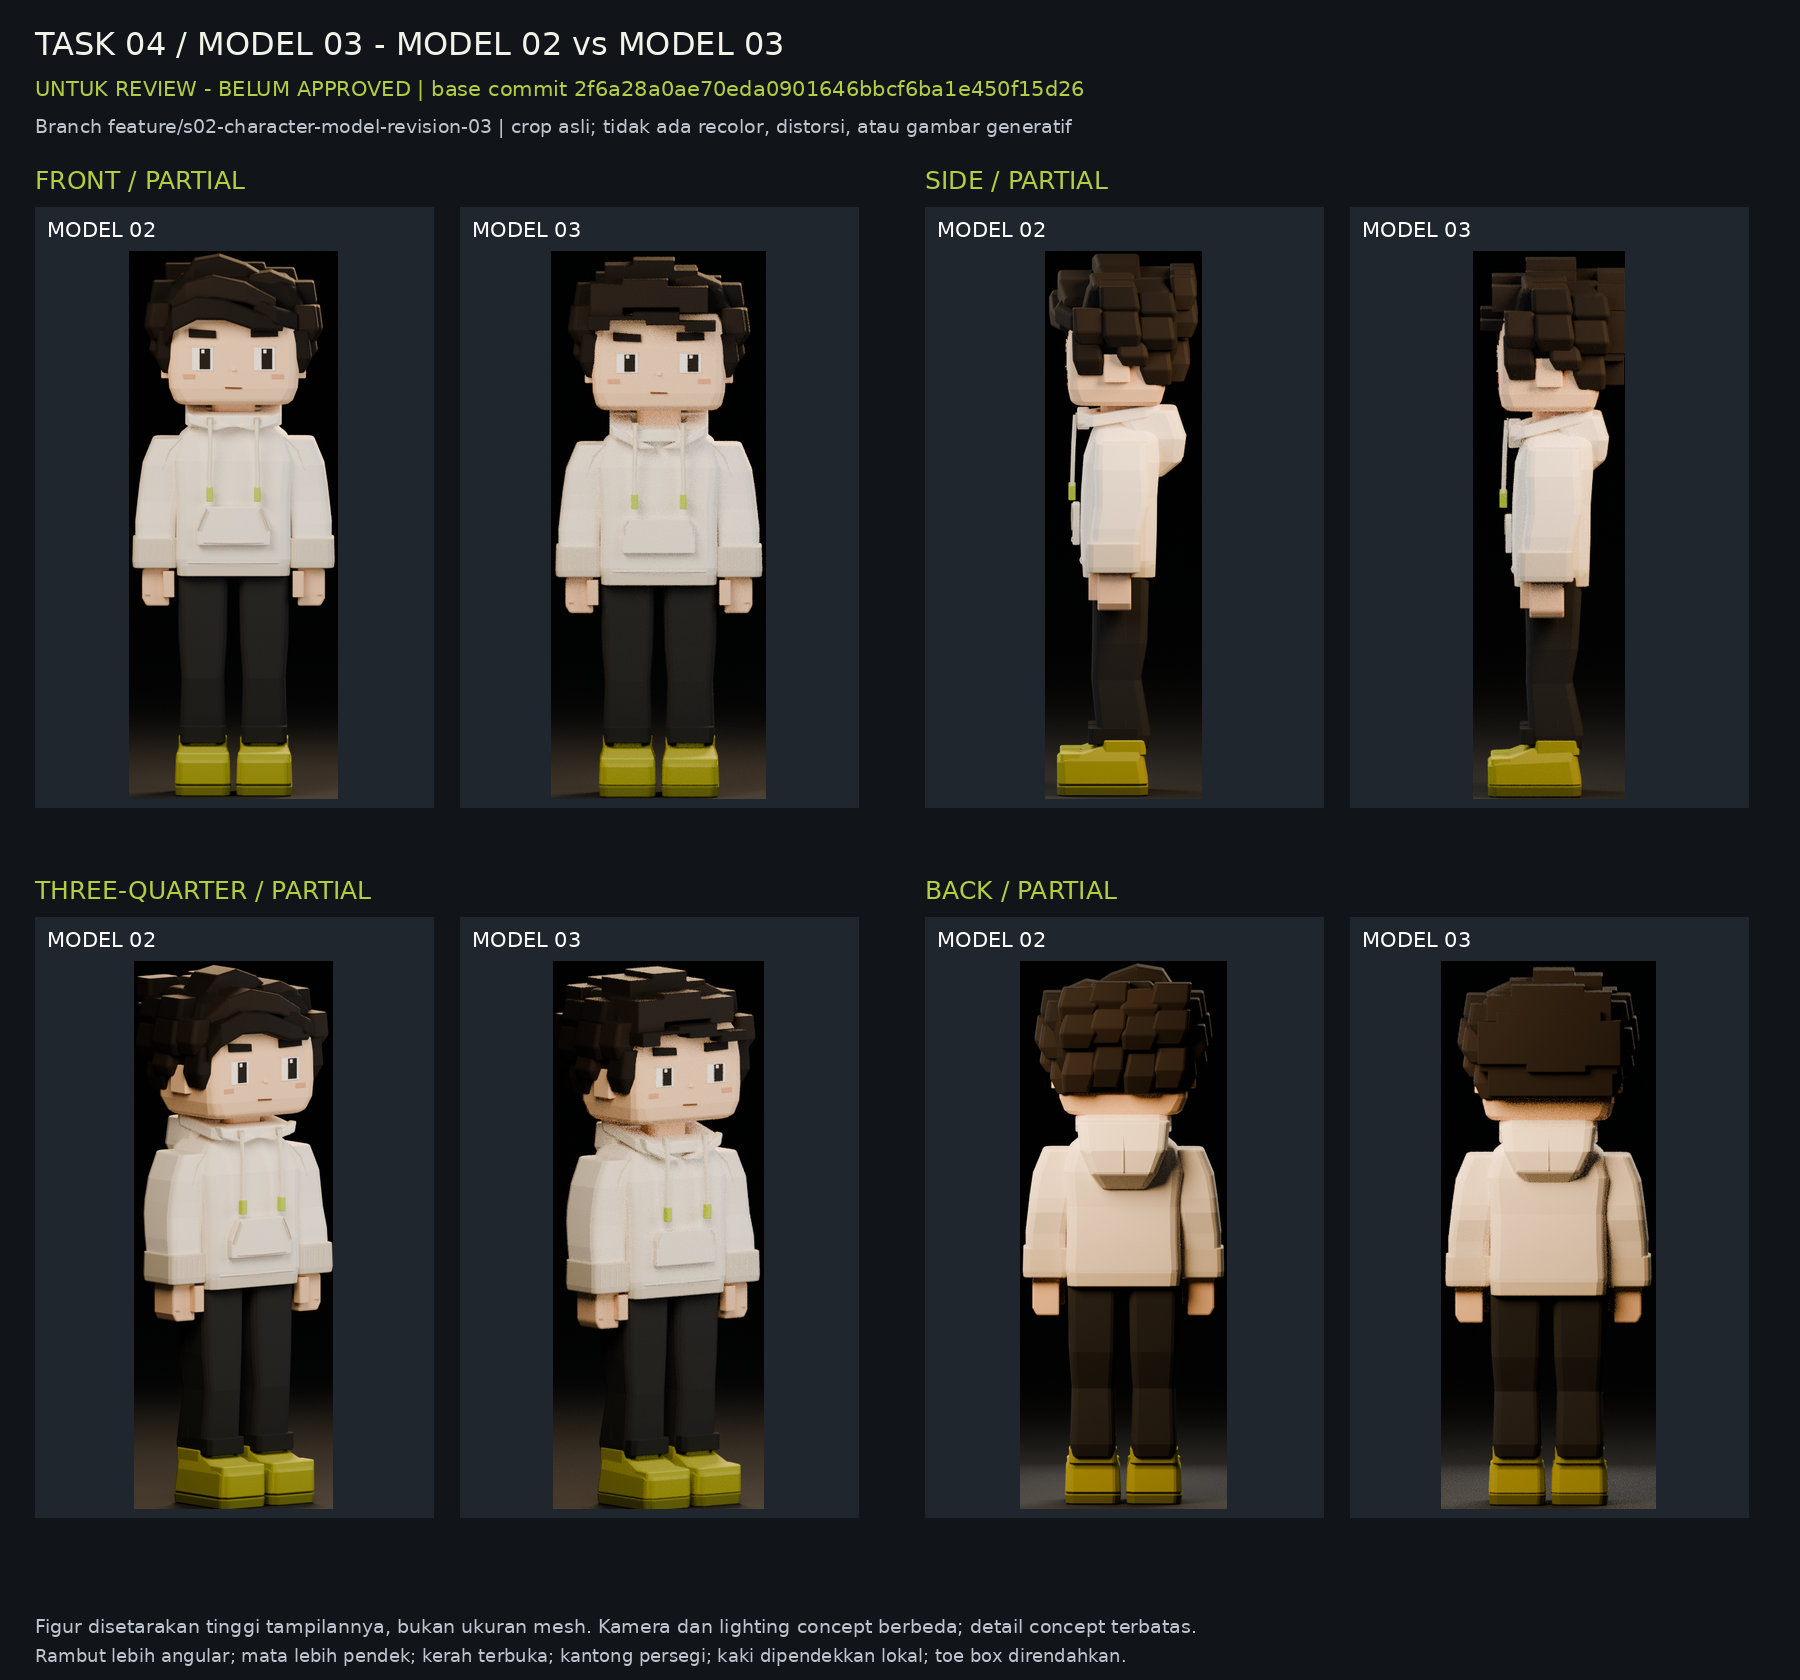 TASK 04 / MODEL 03 - MODEL 02 vs MODEL 03
UNTUK REVIEW - BELUM APPROVED | base commit 2f6a28a0ae70eda0901646bbcf6ba1e450f15d26
Branch feature/s02-character-model-revision-03 | crop asli; tidak ada recolor, distorsi, atau gambar generatif
FRONT / PARTIAL
MODEL 02
MODEL 03
SIDE / PARTIAL
MODEL 02
MODEL 03
THREE-QUARTER / PARTIAL
MODEL 02
MODEL 03
BACK / PARTIAL
MODEL 02
MODEL 03
Figur disetarakan tinggi tampilannya, bukan ukuran mesh. Kamera dan lighting concept berbeda; detail concept terbatas.
Rambut lebih angular; mata lebih pendek; kerah terbuka; kantong persegi; kaki dipendekkan lokal; toe box direndahkan.